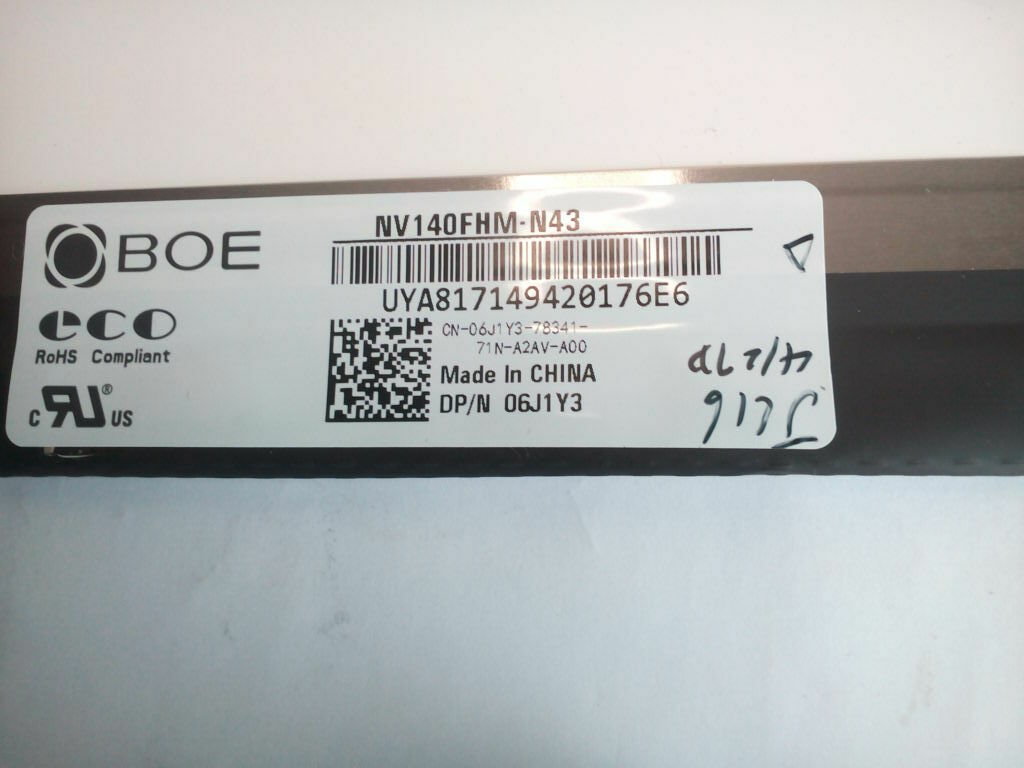 BOE
NV140FHM-N43
UYA817149420176E6
eco
RoHS Compliant
CN-06J1Y3-78341-
71N-A2AV-A00
Made In CHINA
DP/N 06J1Y3
C RU ® US